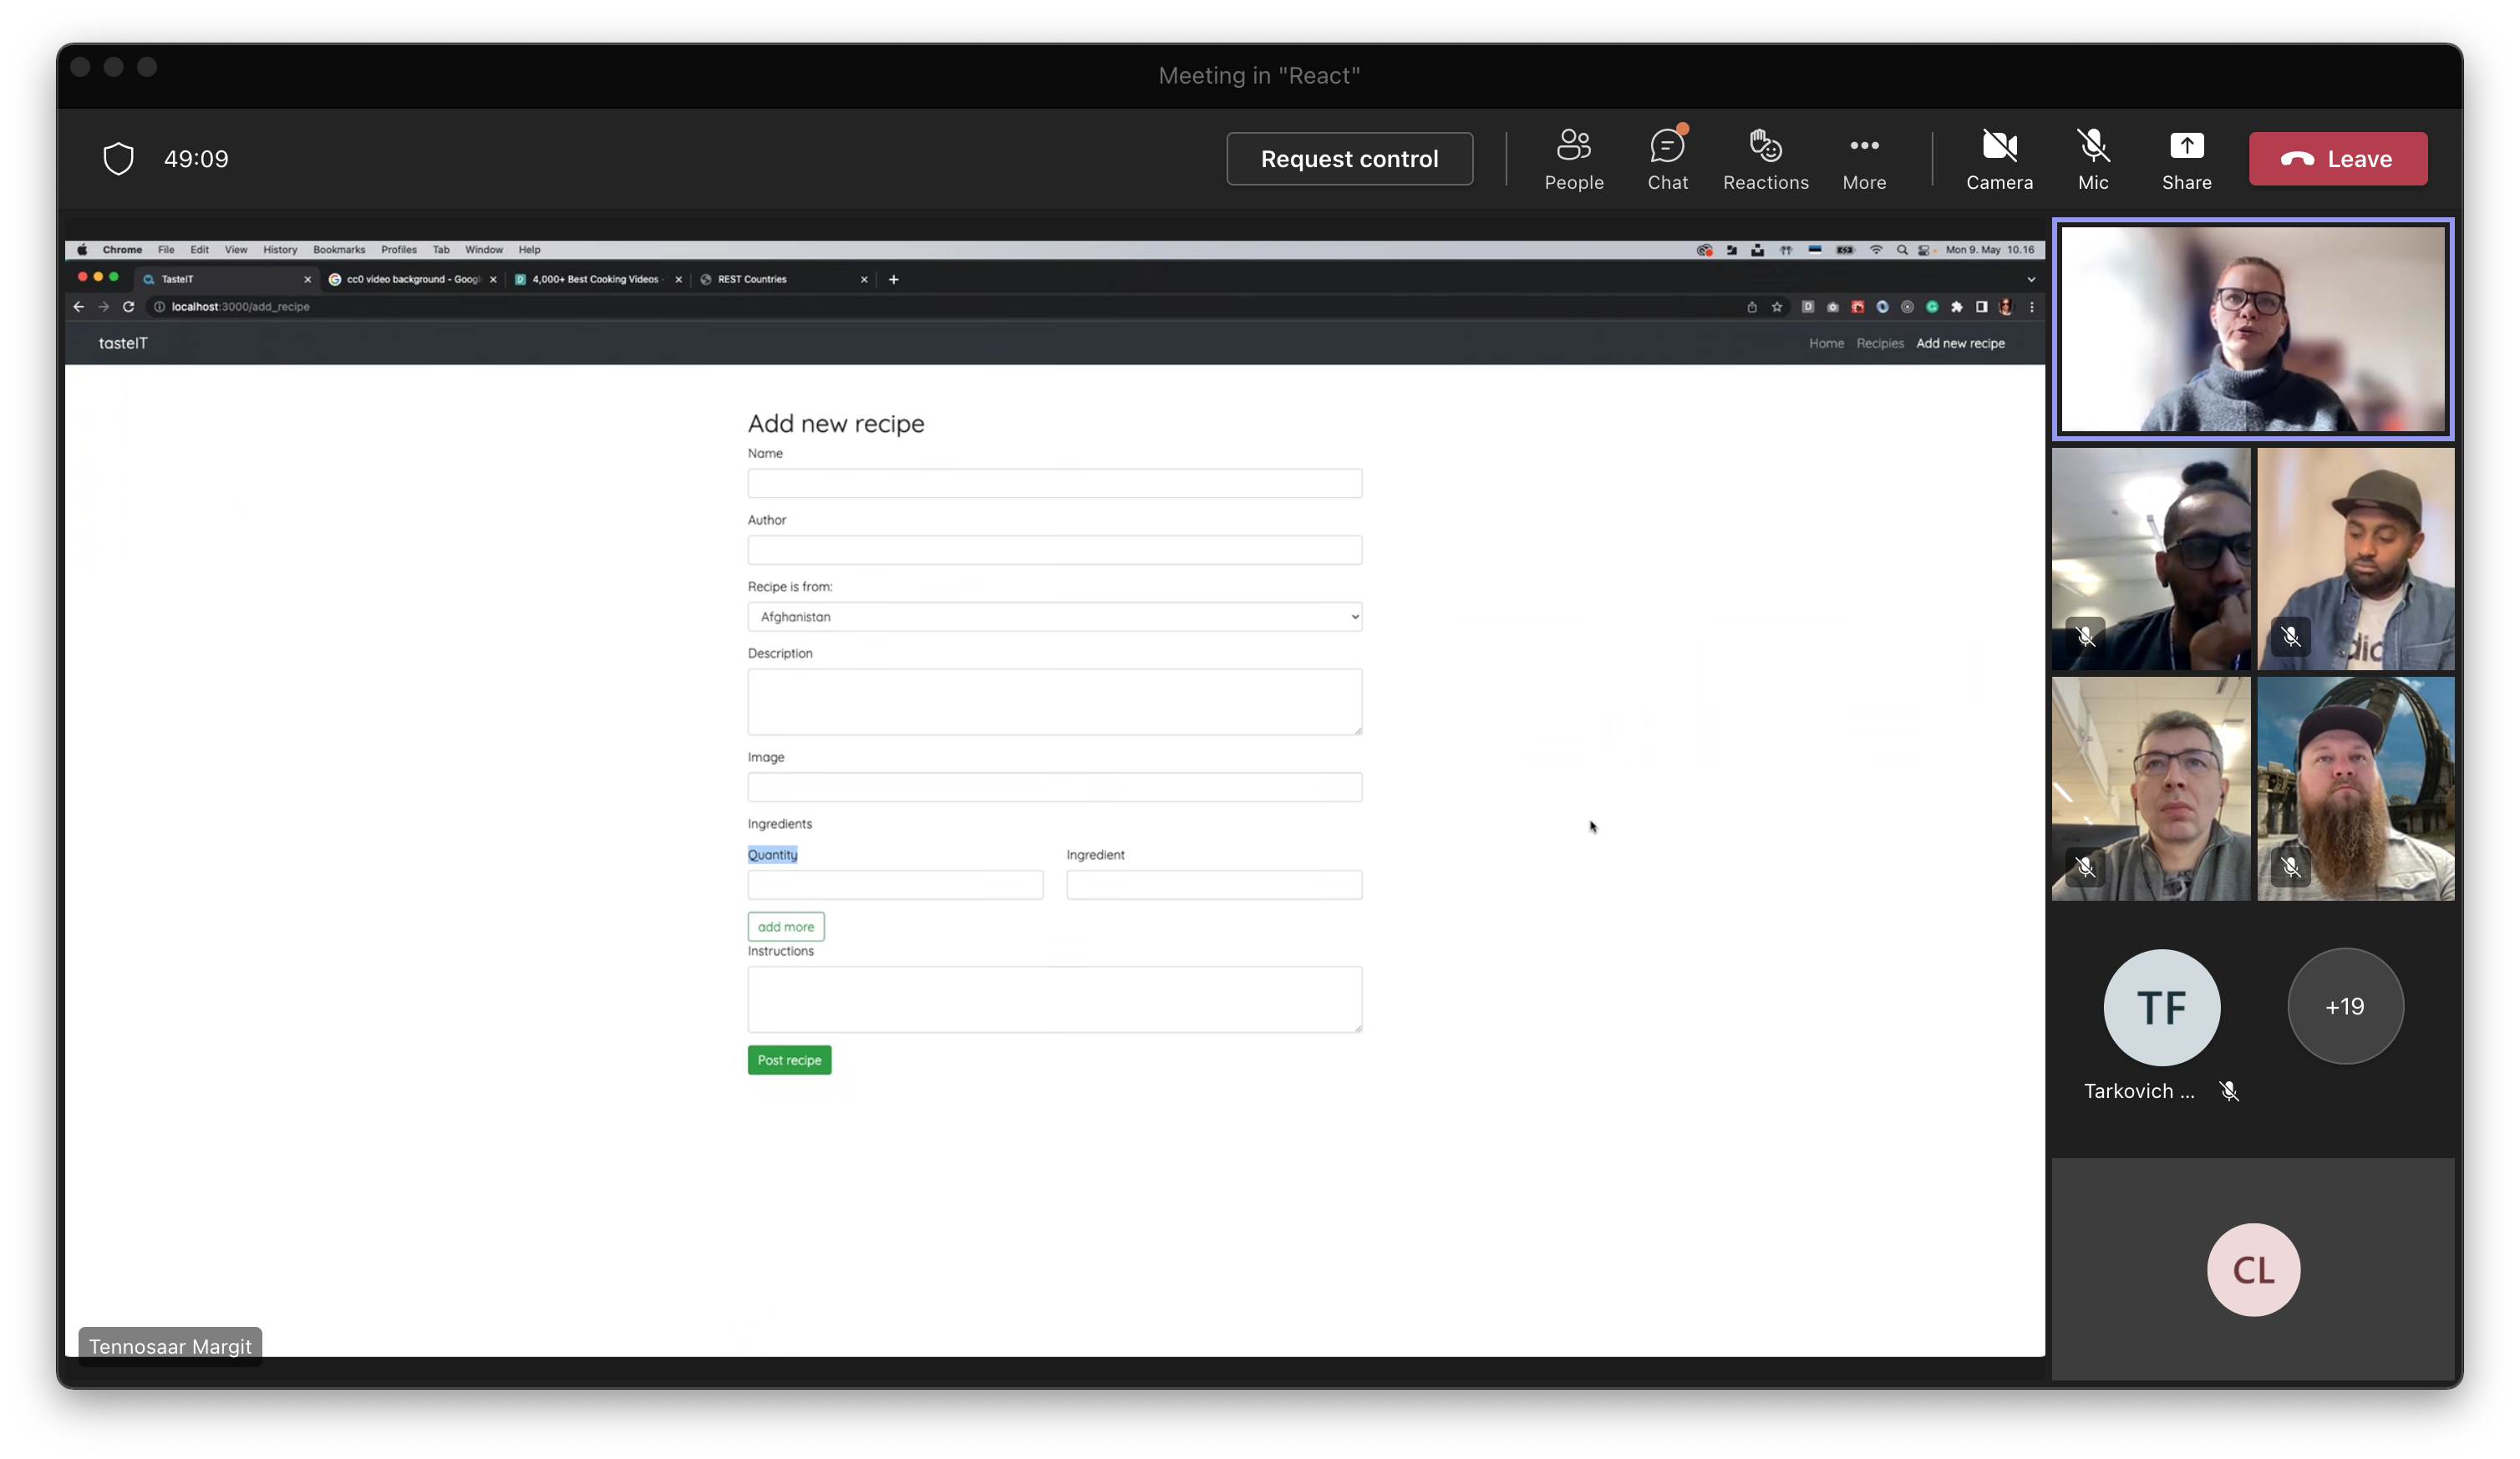 Meeting in "React"
49:09
Request control
People
Chat
Reactions
More
Camera
Mic
Share
Leave
Chrome File Edit View History Bookmarks Profiles Tab Window Help
Mon 9. May 10.16
TasteIT
cc0 video background - Googl
4,000+ Best Cooking Videos -
REST Countries
localhost:3000/add_recipe
tasteIT
Home Recipies Add new recipe
Add new recipe
Name
Author
Recipe is from:
Afghanistan
Description
Image
Ingredients
Quantity Ingredient
add more
Instructions
Post recipe
Tennosaar Margit
dic
TF
+19
Tarkovich ...
CL